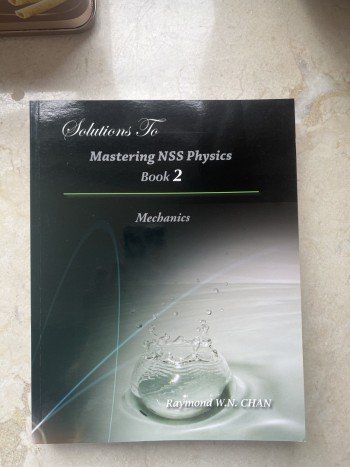 Solutions To
Mastering NSS Physics
Book 2
Mechanics
Raymond W.N. CHAN